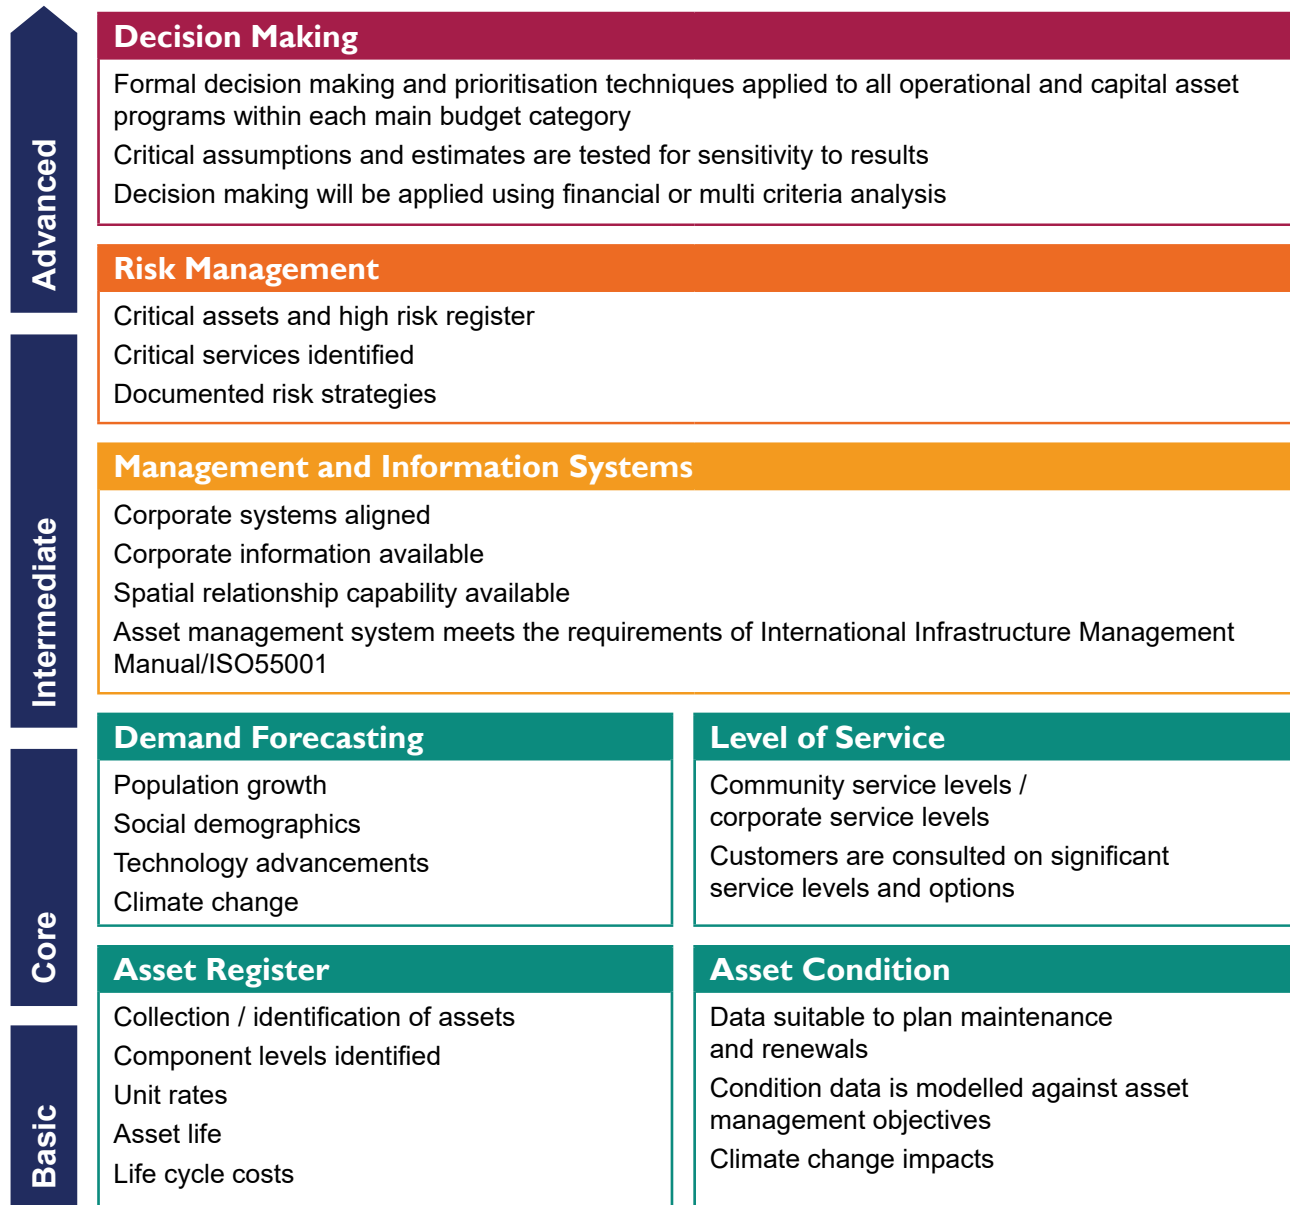 Advanced
Decision Making
Formal decision making and prioritisation techniques applied to all operational and capital asset
programs within each main budget category
Critical assumptions and estimates are tested for sensitivity to results
Decision making will be applied using financial or multi criteria analysis
Risk Management
Critical assets and high risk register
Critical services identified
Documented risk strategies
Intermediate
Management and Information Systems
Corporate systems aligned
Corporate information available
Spatial relationship capability available
Asset management system meets the requirements of International Infrastructure Management
Manual/ISO55001
Core
Demand Forecasting
Population growth
Social demographics
Technology advancements
Climate change
Level of Service
Community service levels /
corporate service levels
Customers are consulted on significant
service levels and options
Basic
Asset Register
Collection / identification of assets
Component levels identified
Unit rates
Asset life
Life cycle costs
Asset Condition
Data suitable to plan maintenance
and renewals
Condition data is modelled against asset
management objectives
Climate change impacts